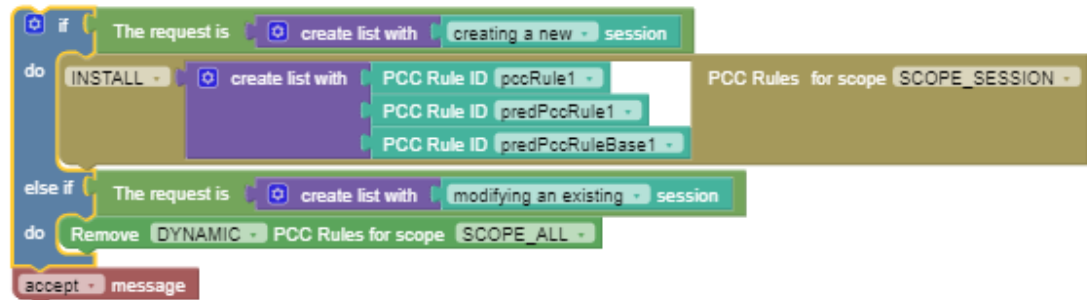 if The request is create list with creating a new session
do INSTALL create list with PCC Rule ID pccRule1 PCC Rules for scope SCOPE_SESSION
PCC Rule ID predPccRule1
PCC Rule ID predPccRuleBase1
else if The request is create list with modifying an existing session
do Remove DYNAMIC PCC Rules for scope SCOPE_ALL
accept message